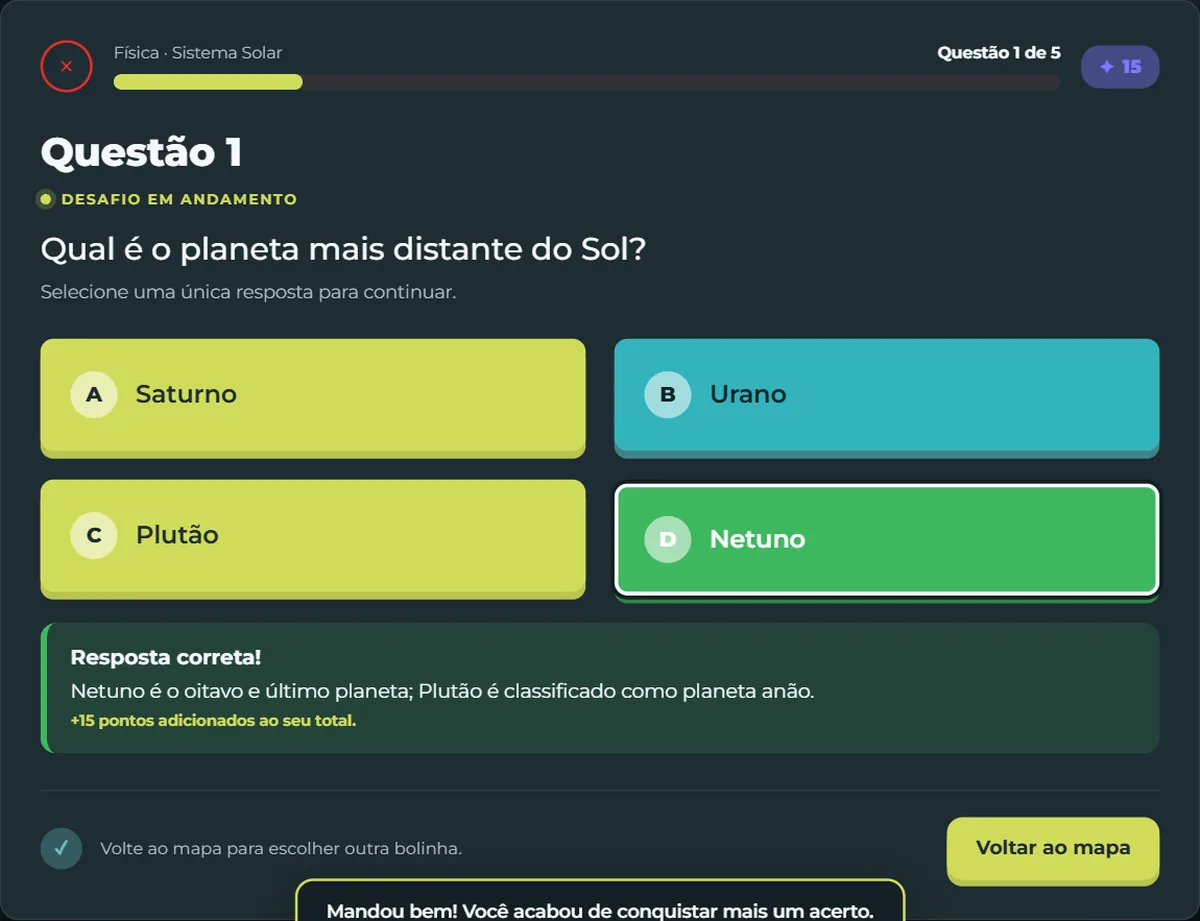 ×
Física · Sistema Solar
Questão 1 de 5
✦ 15
Questão 1
DESAFIO EM ANDAMENTO
Qual é o planeta mais distante do Sol?
Selecione uma única resposta para continuar.
A Saturno
B Urano
C Plutão
D Netuno
Resposta correta!
Netuno é o oitavo e último planeta; Plutão é classificado como planeta anão.
+15 pontos adicionados ao seu total.
✓ Volte ao mapa para escolher outra bolinha.
Voltar ao mapa
Mandou bem! Você acabou de conquistar mais um acerto.